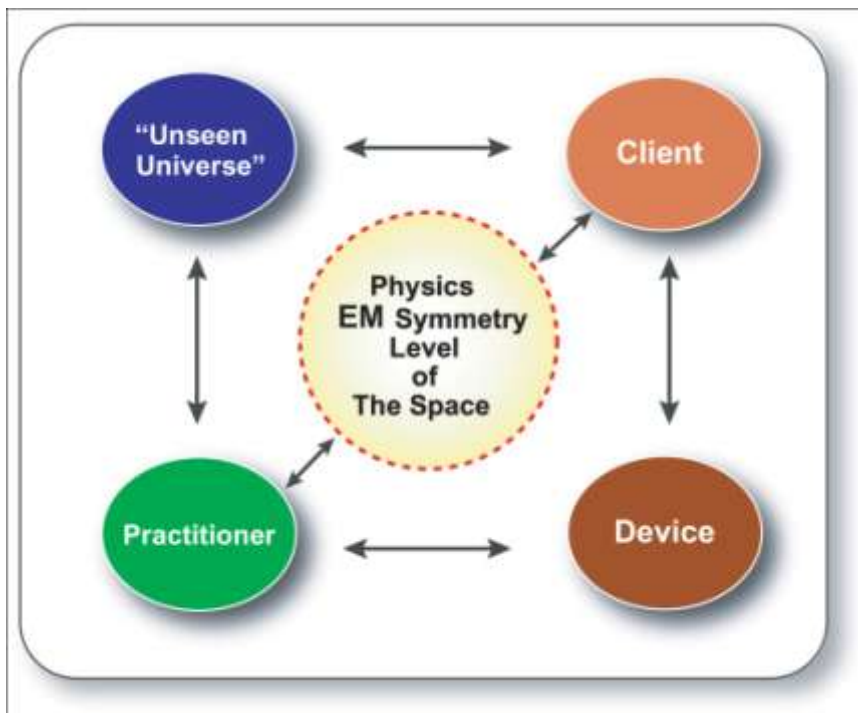 "Unseen
Universe"
Client
Physics
EM Symmetry
Level
of
The Space
Practitioner
Device